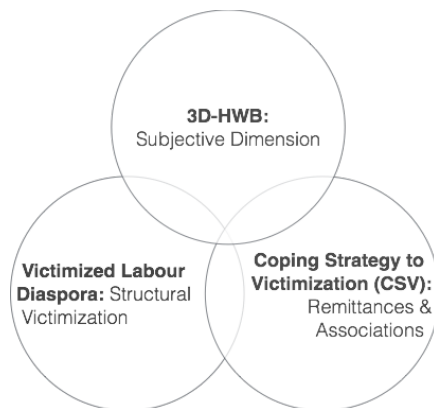 3D-HWB:
Subjective Dimension
Victimized Labour
Diaspora: Structural
Victimization
Coping Strategy to
Victimization (CSV):
Remittances &
Associations